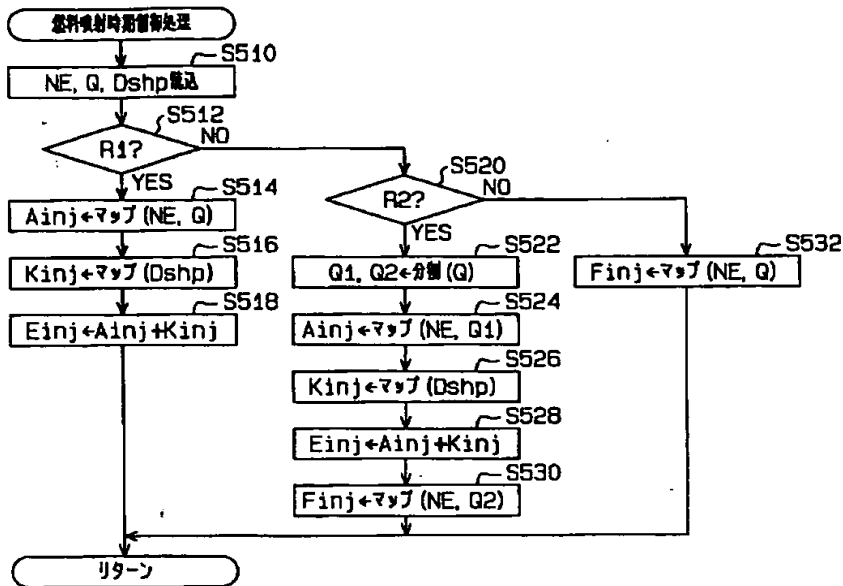 燃料噴射時期制御処理
S510
NE, Q, Dshp読込
S512
R1?
NO
YES
S514
Ainj←マップ(NE, Q)
S516
Kinj←マップ(Dshp)
S518
Einj←Ainj+Kinj
S520
R2?
NO
YES
S522
Q1, Q2←分割(Q)
S524
Ainj←マップ(NE, Q1)
S526
Kinj←マップ(Dshp)
S528
Einj←Ainj+Kinj
S530
Finj←マップ(NE, Q2)
S532
Finj←マップ(NE, Q)
リターン